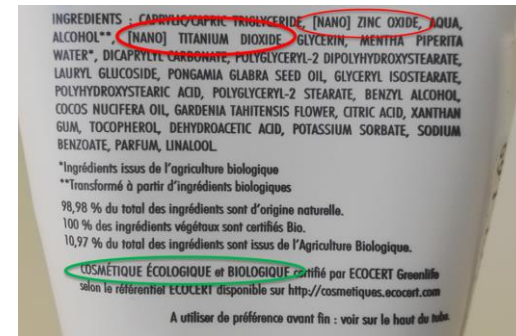 INGREDIENTS : CAPRYLIC/CAPRIC TRIGLYCERIDE, [NANO] ZINC OXIDE, AQUA,
ALCOHOL**, [NANO] TITANIUM DIOXIDE GLYCERIN, MENTHA PIPERITA
WATER*, DICAPRYLYL CARBONATE, POLYGLYCERYL-2 DIPOLYHYDROXYSTEARATE,
LAURYL GLUCOSIDE, PONGAMIA GLABRA SEED OIL, GLYCERYL ISOSTEARATE,
POLYHYDROXYSTEARIC ACID, POLYGLYCERYL-2 STEARATE, BENZYL ALCOHOL,
COCOS NUCIFERA OIL, GARDENIA TAHITENSIS FLOWER, CITRIC ACID, XANTHAN
GUM, TOCOPHEROL, DEHYDROACETIC ACID, POTASSIUM SORBATE, SODIUM
BENZOATE, PARFUM, LINALOOL
*Ingrédients issus de l'agriculture biologique
**Transformé à partir d'ingrédients biologiques
98,98 % du total des ingrédients sont d'origine naturelle.
100 % des ingrédients végétaux sont certifiés Bio.
10,97 % du total des ingrédients sont issus de l'Agriculture Biologique.
COSMÉTIQUE ÉCOLOGIQUE et BIOLOGIQUE certifié par ECOCERT Greenlife
selon le référentiel ECOCERT disponible sur http://cosmetiques.ecocert.com
A utiliser de préférence avant fin : voir sur le haut du tube.